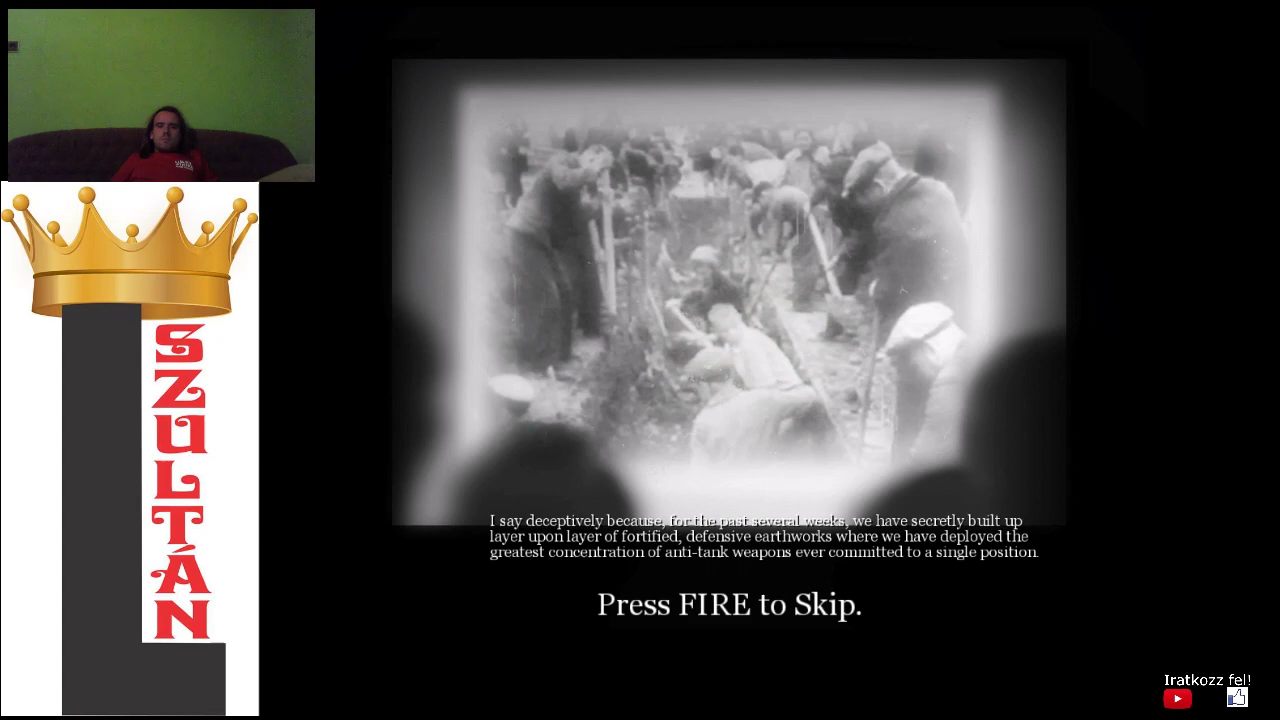 L
SZULTÁN
I say deceptively because, for the past several weeks, we have secretly built up
layer upon layer of fortified, defensive earthworks where we have deployed the
greatest concentration of anti-tank weapons ever committed to a single position.
Press FIRE to Skip.
Iratkozz fel!